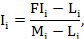 Iᵢ = (FIᵢ − Lᵢ) / (Mᵢ − Lᵢ),